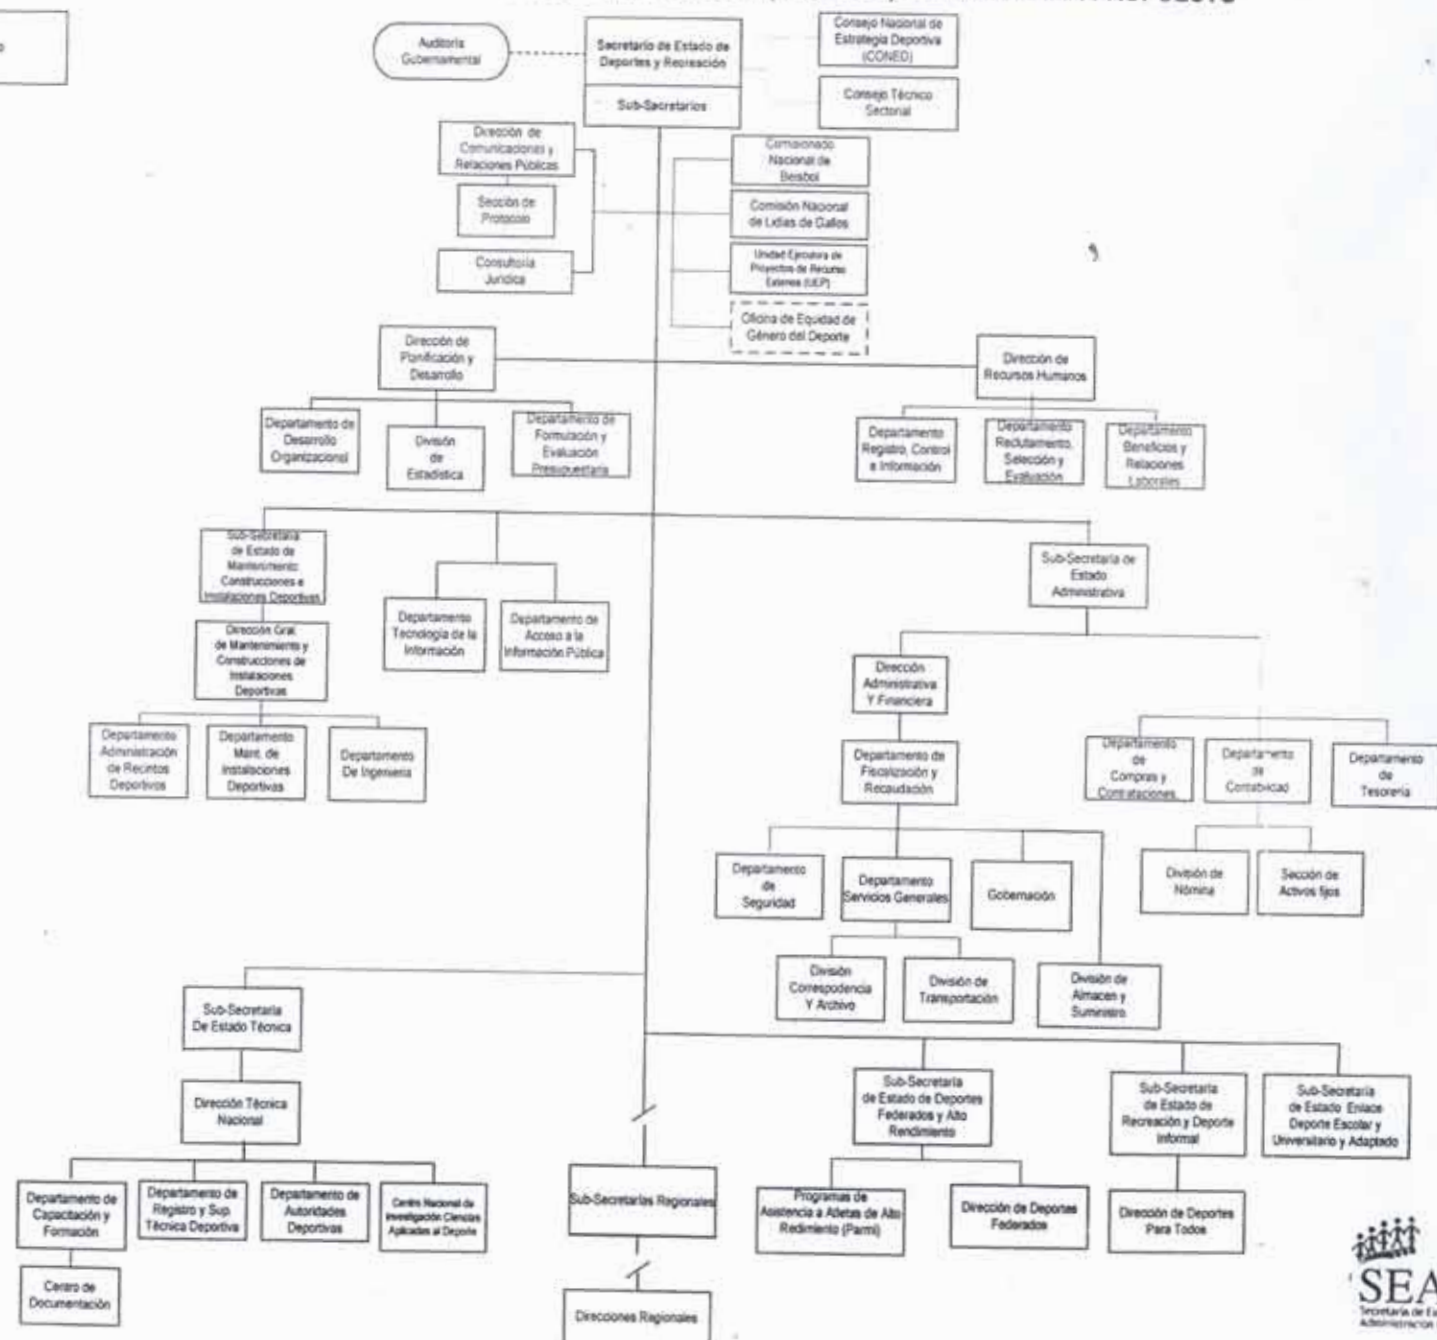 Auditoría
Gubernamental
Secretario de Estado de
Deportes y Recreación
Sub-Secretarios
Consejo Nacional de
Estrategia Deportiva
(CONED)
Consejo Técnico
Sectorial
Dirección de
Comunicaciones y
Relaciones Públicas
Sección de
Protocolo
Consultoría
Jurídica
Comisionado
Nacional de
Beisbol
Comisión Nacional
de Lidias de Gallos
Unidad Ejecutora de
Proyectos de Recurso
Externos (UEP)
Oficina de Equidad de
Género del Deporte
Dirección de
Planificación y
Desarrollo
Dirección de
Recursos Humanos
Departamento de
Desarrollo
Organizacional
División
de
Estadística
Departamento de
Formulación y
Evaluación
Presupuestaria
Departamento
Registro, Control
e Información
Departamento
Reclutamiento,
Selección y
Evaluación
Departamento
Beneficios y
Relaciones
Laborales
Sub-Secretaría
de Estado de
Mantenimiento
Construcciones e
Instalaciones Deportivas
Dirección Gral.
de Mantenimiento y
Construcciones de
Instalaciones
Deportivas
Departamento
Tecnología de la
Información
Departamento de
Acceso a la
Información Pública
Sub-Secretaría de
Estado
Administrativa
Departamento
Administración
de Recintos
Deportivos
Departamento
Mant. de
Instalaciones
Deportivas
Departamento
De Ingeniería
Dirección
Administrativa
Y Financiera
Departamento de
Fiscalización y
Recaudación
Departamento
de
Compras y
Contrataciones
Departamento
de
Contabilidad
Departamento
de
Tesorería
Departamento
de
Seguridad
Departamento
Servicios Generales
Gobernación
División de
Nómina
Sección de
Activos fijos
División
Correspodencia
Y Archivo
División de
Transportación
División de
Almacen y
Suministro
Sub-Secretaría
De Estado Técnica
Dirección Técnica
Nacional
Departamento de
Capacitación y
Formación
Departamento de
Registro y Sup.
Técnica Deportiva
Departamento de
Autoridades
Deportivas
Centro Nacional de
Investigación Ciencias
Aplicadas al Deporte
Centro de
Documentación
Sub-Secretarías Regionales
Direcciones Regionales
Sub-Secretaría
de Estado de Deportes
Federados y Alto
Rendimiento
Sub-Secretaría
de Estado de
Recreación y Deporte
Informal
Sub-Secretaría
de Estado Enlace
Deporte Escolar y
Universitario y Adaptado
Programas de
Asistencia a Atletas de Alto
Redimiento (Parni)
Dirección de Deportes
Federados
Dirección de Deportes
Para Todos
SEA
Secretaría de
Administración